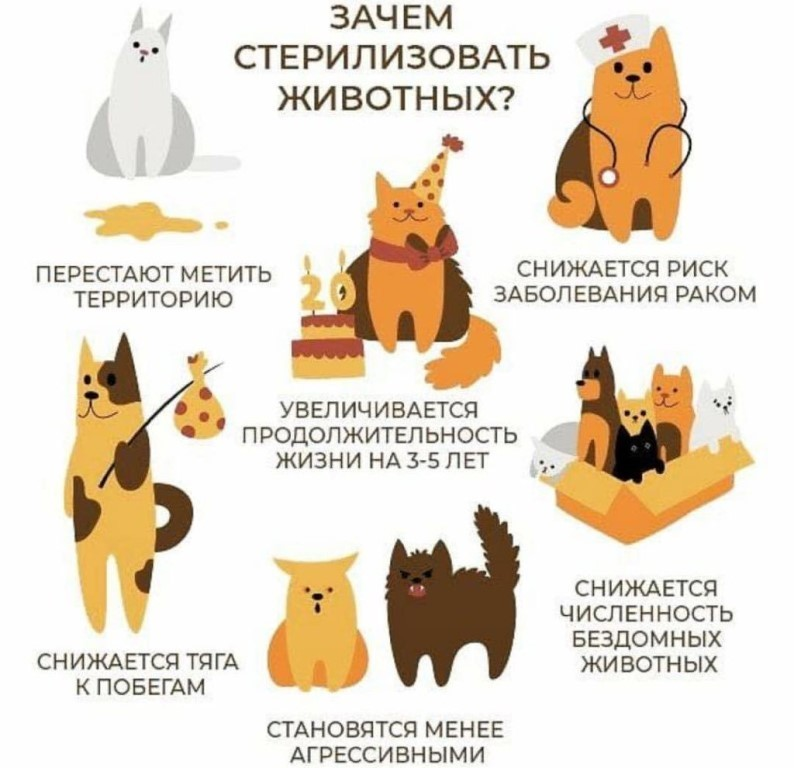 ЗАЧЕМ
СТЕРИЛИЗОВАТЬ
ЖИВОТНЫХ?
ПЕРЕСТАЮТ МЕТИТЬ
ТЕРРИТОРИЮ
20
СНИЖАЕТСЯ РИСК
ЗАБОЛЕВАНИЯ РАКОМ
УВЕЛИЧИВАЕТСЯ
ПРОДОЛЖИТЕЛЬНОСТЬ
ЖИЗНИ НА 3-5 ЛЕТ
СНИЖАЕТСЯ ТЯГА
К ПОБЕГАМ
СТАНОВЯТСЯ МЕНЕЕ
АГРЕССИВНЫМИ
СНИЖАЕТСЯ
ЧИСЛЕННОСТЬ
БЕЗДОМНЫХ
ЖИВОТНЫХ